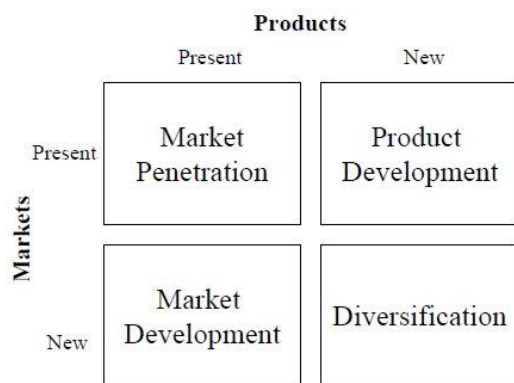 Products
Present
New
Markets
Present
Market
Penetration
Product
Development
New
Market
Development
Diversification